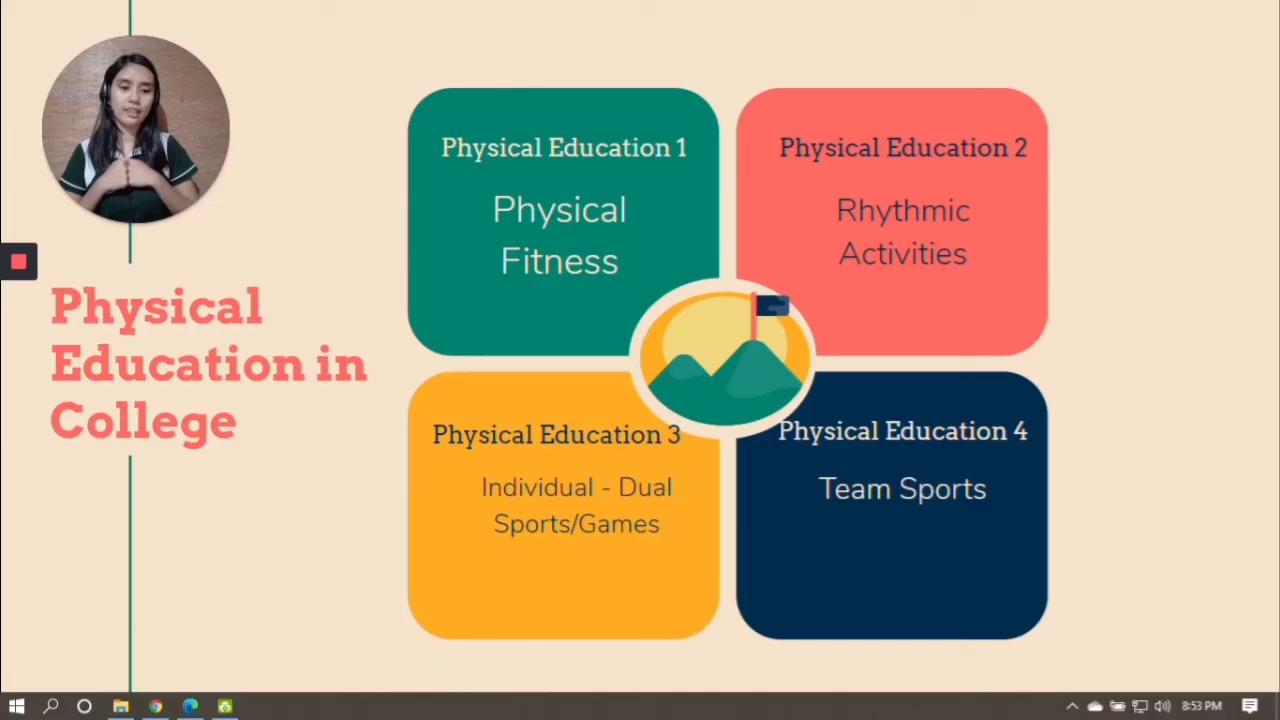 Physical
Education in
College
Physical Education 1
Physical
Fitness
Physical Education 2
Rhythmic
Activities
Physical Education 3
Individual - Dual
Sports/Games
Physical Education 4
Team Sports
8:53 PM